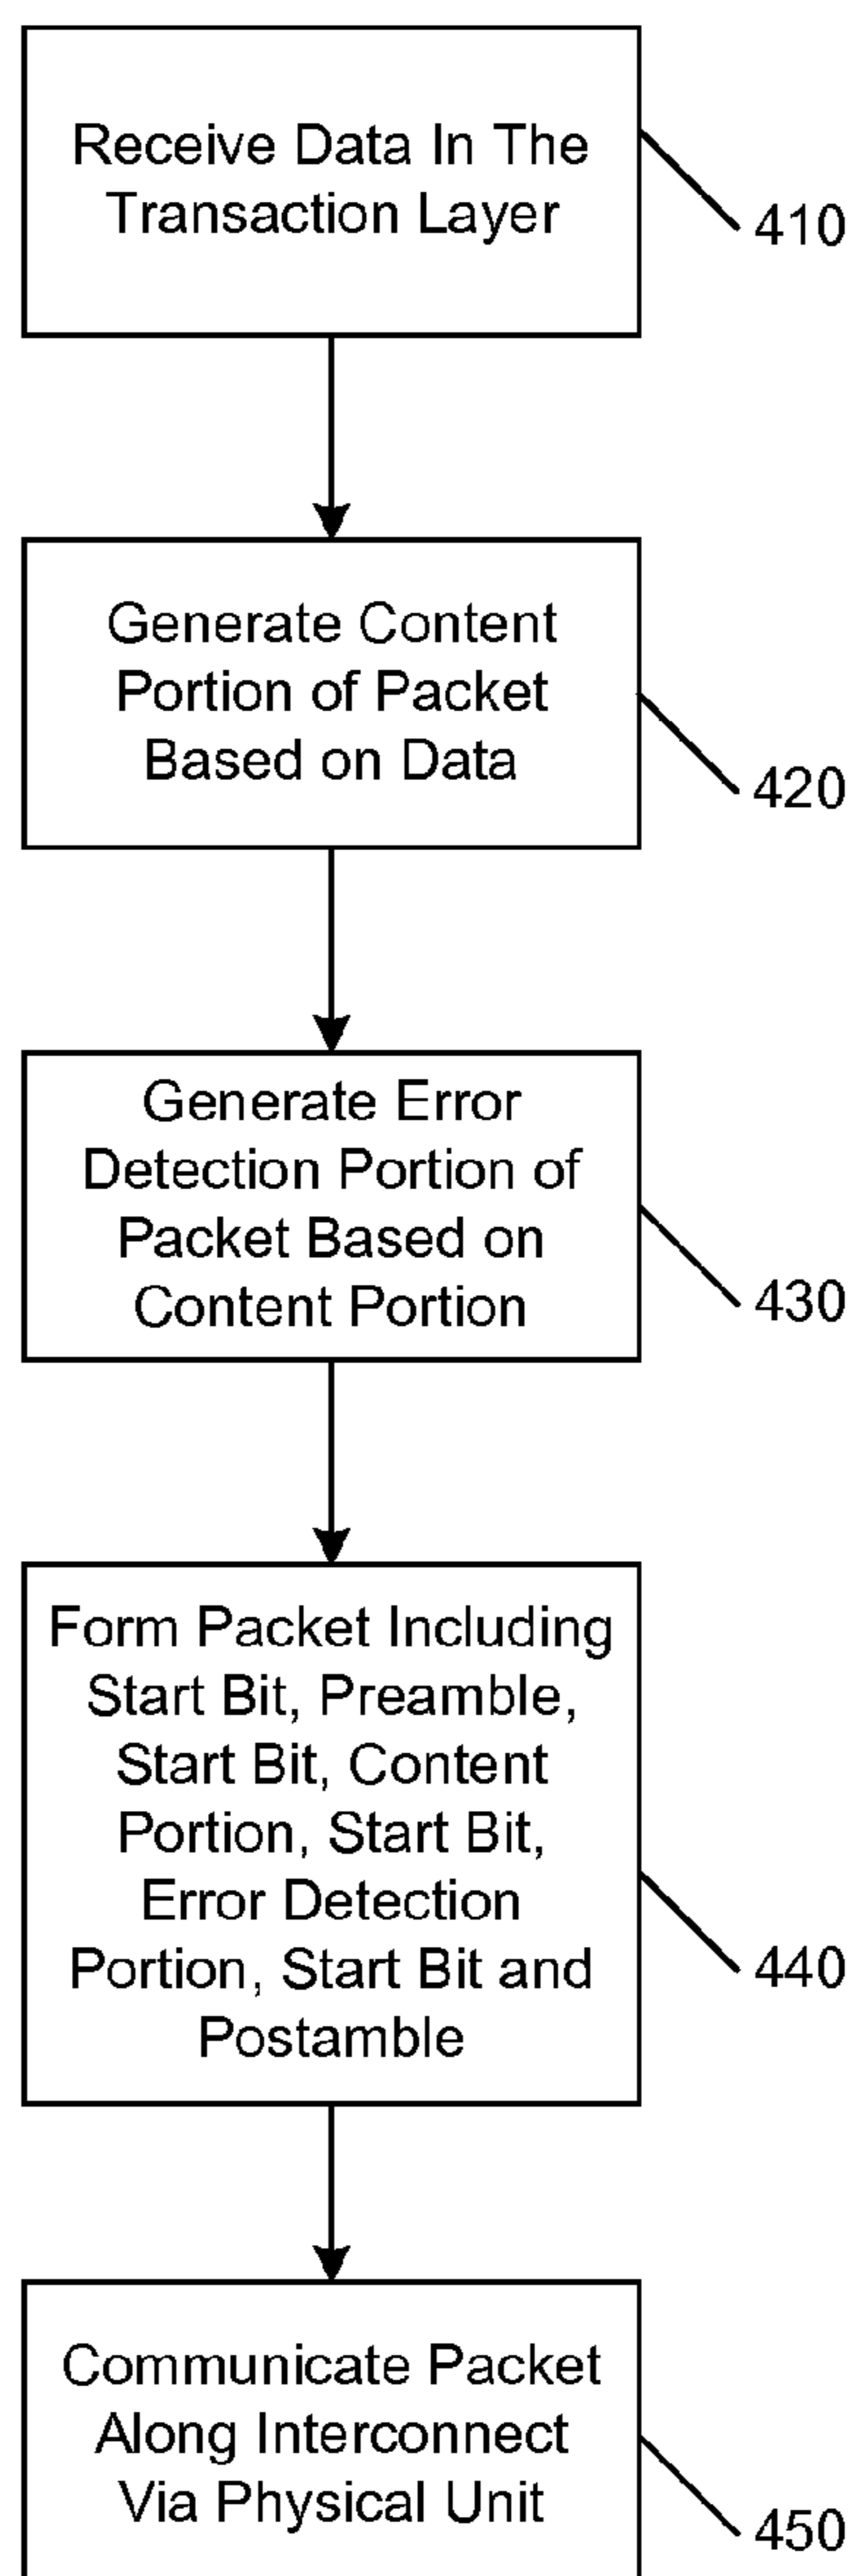 Receive Data In The
Transaction Layer
410
Generate Content
Portion of Packet
Based on Data
420
Generate Error
Detection Portion of
Packet Based on
Content Portion
430
Form Packet Including
Start Bit, Preamble,
Start Bit, Content
Portion, Start Bit,
Error Detection
Portion, Start Bit and
Postamble
440
Communicate Packet
Along Interconnect
Via Physical Unit
450